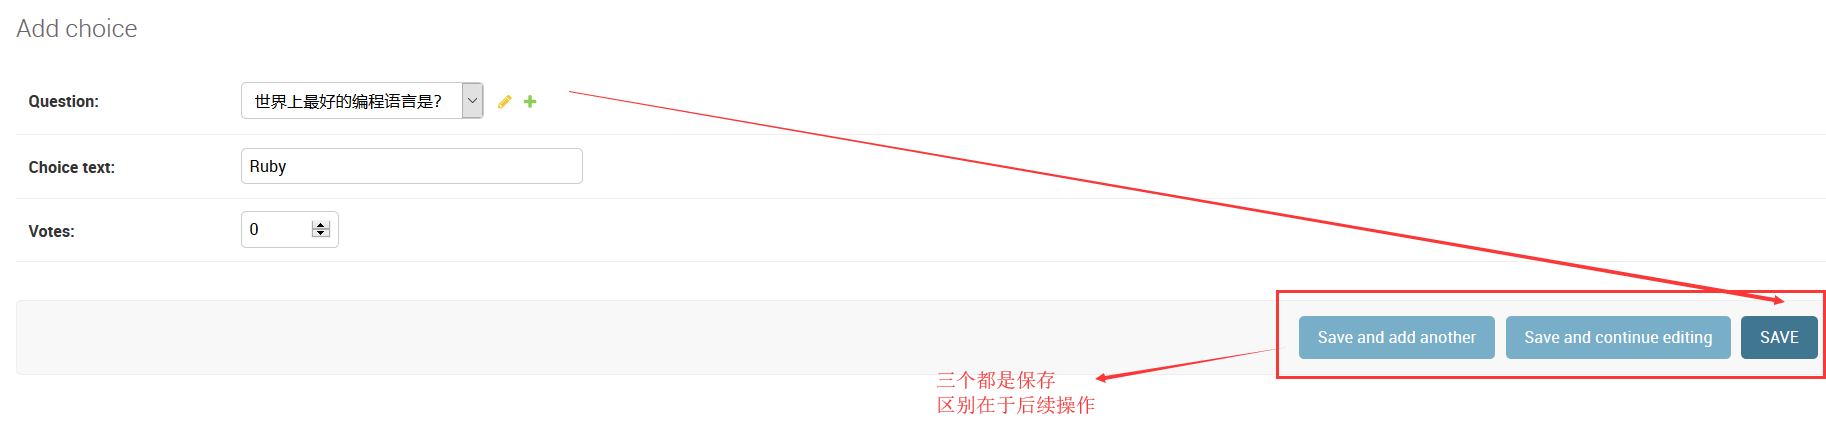 Add choice
Question: 世界上最好的编程语言是？
Choice text: Ruby
Votes: 0
Save and add another Save and continue editing SAVE
三个都是保存
区别在于后续操作